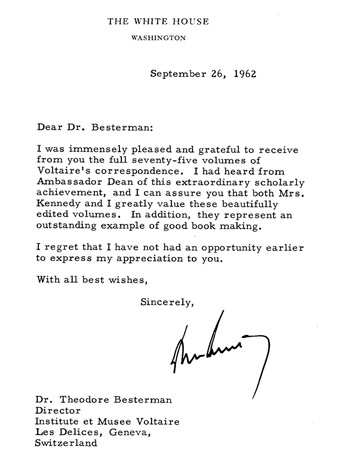 THE WHITE HOUSE
WASHINGTON
September 26, 1962
Dear Dr. Besterman:
I was immensely pleased and grateful to receive
from you the full seventy-five volumes of
Voltaire's correspondence. I had heard from
Ambassador Dean of this extraordinary scholarly
achievement, and I can assure you that both Mrs.
Kennedy and I greatly value these beautifully
edited volumes. In addition, they represent an
outstanding example of good book making.
I regret that I have not had an opportunity earlier
to express my appreciation to you.
With all best wishes,
Sincerely,
Dr. Theodore Besterman
Director
Institute et Musee Voltaire
Les Delices, Geneva,
Switzerland